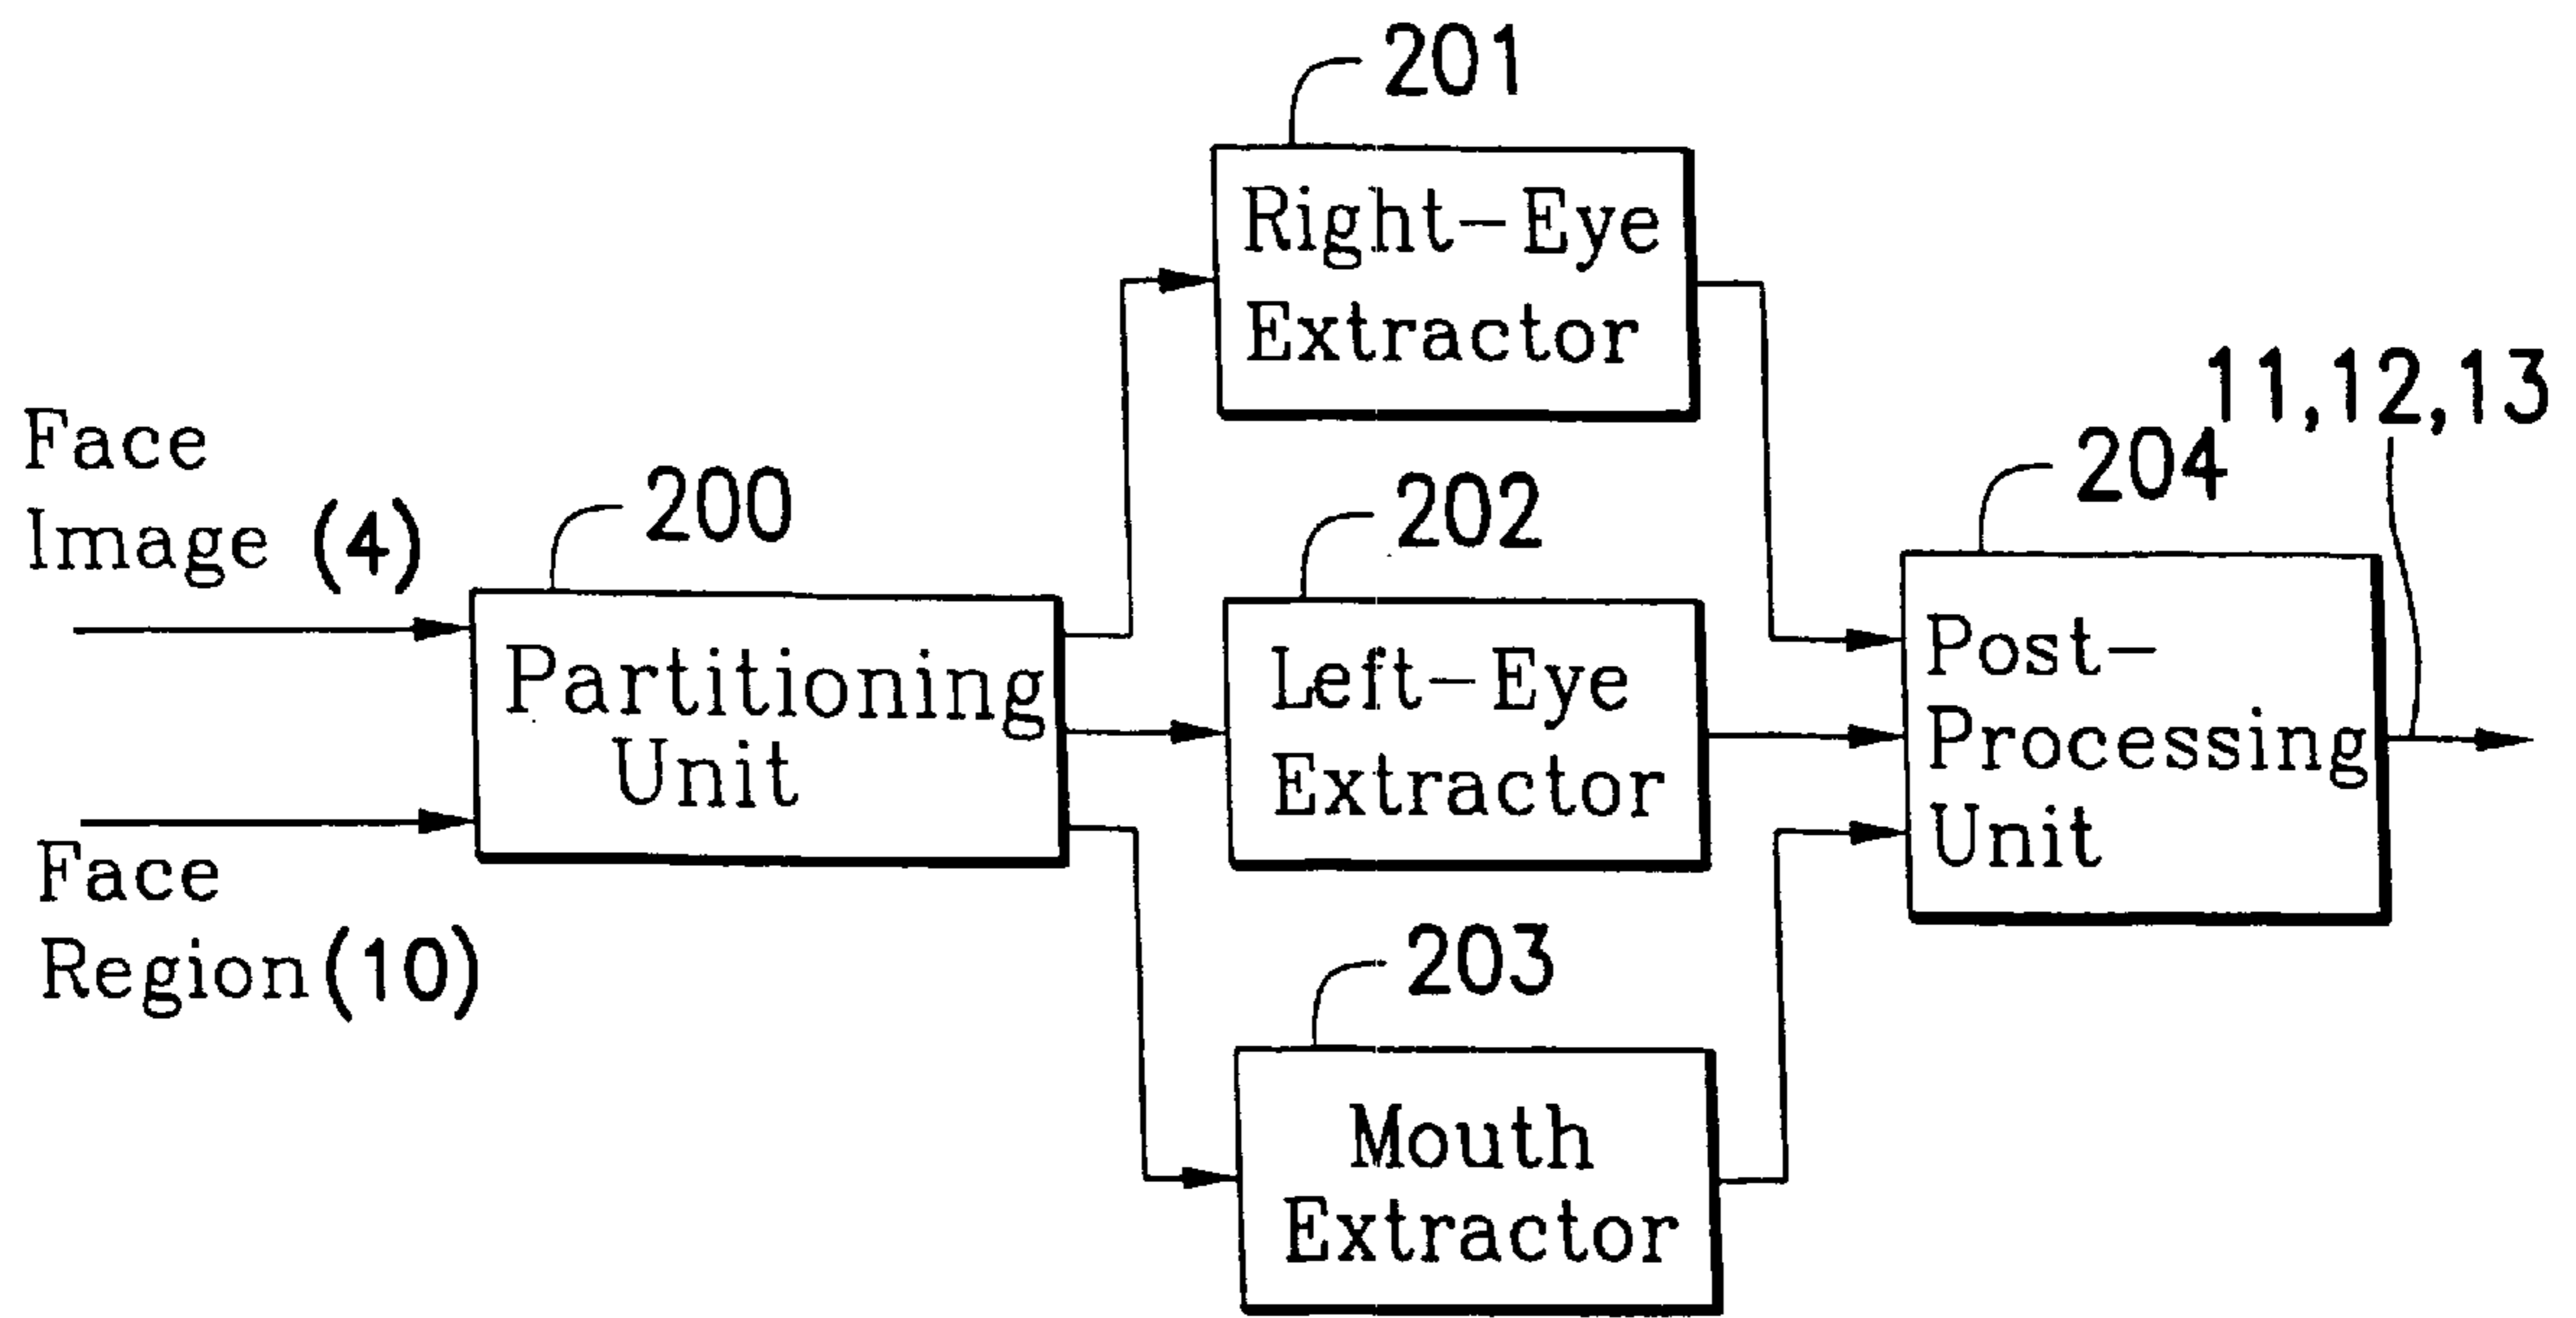 201
Right-Eye
Extractor
11,12,13
Face
Image (4)
200
202
204
Partitioning
Unit
Left-Eye
Extractor
Post-
Processing
Unit
Face
Region (10)
203
Mouth
Extractor